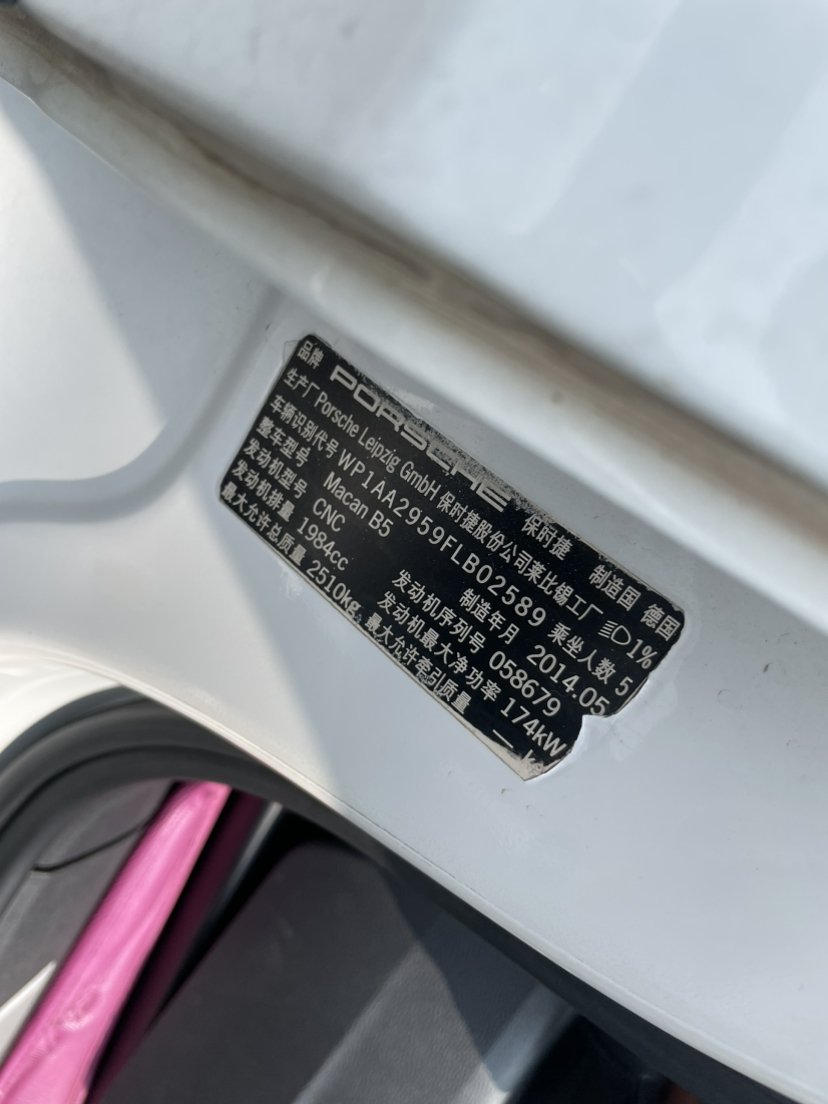 品牌 PORSCHE 保时捷 制造国 德国
生产厂 Porsche Leipzig GmbH 保时捷股份公司莱比锡工厂 1%
车辆识别代号 WP1AA2959FLB02589 乘坐人数 5
整车型号 Macan B5 制造年月 2014.05
发动机型号 CNC 发动机序列号 058679
发动机排量 1984cc 发动机最大净功率 174kW
最大允许总质量 2510kg 最大允许牵引质量 —